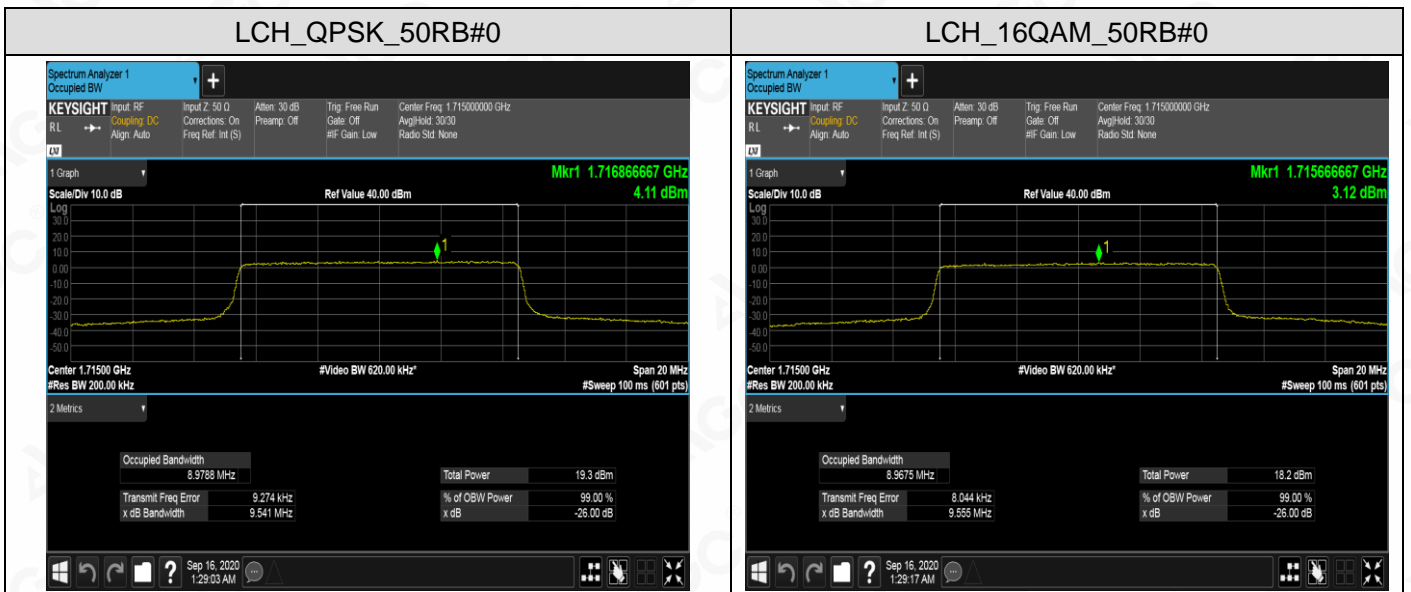 LCH_QPSK_50RB#0
Spectrum Analyzer 1
Occupied BW
+
KEYSIGHT
RL
LXI
Input: RF
Coupling: DC
Align: Auto
Input Z: 50 Ω
Corrections: On
Freq Ref: Int (S)
Atten: 30 dB
Preamp: Off
Trig: Free Run
Gate: Off
#IF Gain: Low
Center Freq: 1.715000000 GHz
Avg|Hold: 30/30
Radio Std: None
1 Graph
Mkr1 1.716866667 GHz
Scale/Div 10.0 dB
Ref Value 40.00 dBm
4.11 dBm
Log
30.0
20.0
10.0
0.00
-10.0
-20.0
-30.0
-40.0
-50.0
1
Center 1.71500 GHz
#Video BW 620.00 kHz*
Span 20 MHz
#Res BW 200.00 kHz
#Sweep 100 ms (601 pts)
2 Metrics
Occupied Bandwidth
8.9788 MHz
Total Power 19.3 dBm
Transmit Freq Error 9.274 kHz
% of OBW Power 99.00 %
x dB Bandwidth 9.541 MHz
x dB -26.00 dB
?
Sep 16, 2020
1:29:03 AM
LCH_16QAM_50RB#0
Spectrum Analyzer 1
Occupied BW
+
KEYSIGHT
RL
LXI
Input: RF
Coupling: DC
Align: Auto
Input Z: 50 Ω
Corrections: On
Freq Ref: Int (S)
Atten: 30 dB
Preamp: Off
Trig: Free Run
Gate: Off
#IF Gain: Low
Center Freq: 1.715000000 GHz
Avg|Hold: 30/30
Radio Std: None
1 Graph
Mkr1 1.715666667 GHz
Scale/Div 10.0 dB
Ref Value 40.00 dBm
3.12 dBm
Log
30.0
20.0
10.0
0.00
-10.0
-20.0
-30.0
-40.0
-50.0
1
Center 1.71500 GHz
#Video BW 620.00 kHz*
Span 20 MHz
#Res BW 200.00 kHz
#Sweep 100 ms (601 pts)
2 Metrics
Occupied Bandwidth
8.9675 MHz
Total Power 18.2 dBm
Transmit Freq Error 8.044 kHz
% of OBW Power 99.00 %
x dB Bandwidth 9.555 MHz
x dB -26.00 dB
?
Sep 16, 2020
1:29:17 AM